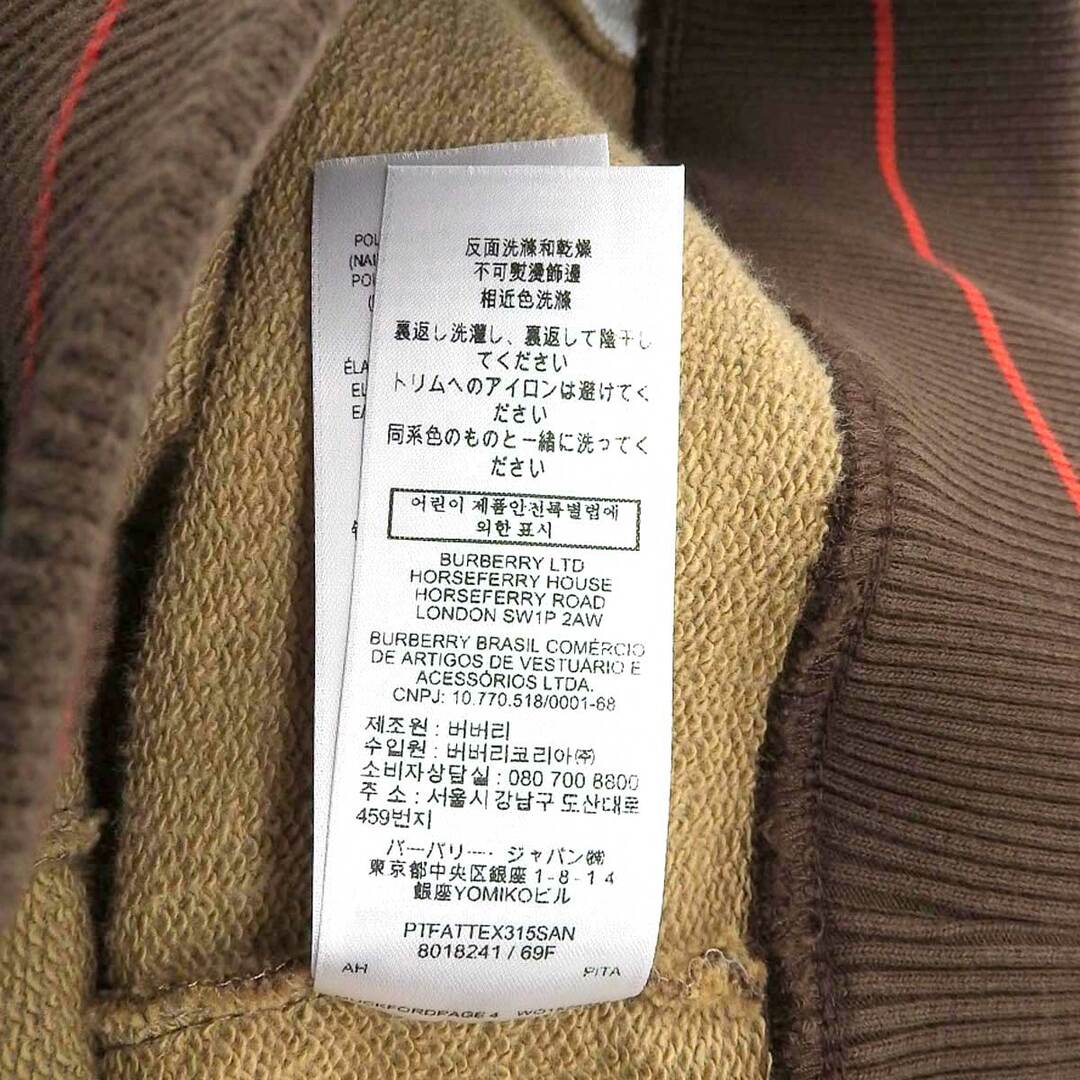 反面洗滌和乾燥
不可熨燙飾邊
相近色洗滌
裏返し洗濯し、裏返して陰干し
てください
トリムへのアイロンは避けてく
ださい
同系色のものと一緒に洗ってく
ださい
어린이 제품안전특별법에
의한 표시
BURBERRY LTD
HORSEFERRY HOUSE
HORSEFERRY ROAD
LONDON SW1P 2AW
BURBERRY BRASIL COMÉRCIO
DE ARTIGOS DE VESTUARIO E
ACESSÓRIOS LTDA.
CNPJ: 10.770.518/0001-68
제조원 : 버버리
수입원 : 버버리코리아㈜
소비자상담실 : 080 700 8800
주 소 : 서울시 강남구 도산대로
459번지
バーバリー・ジャパン㈱
東京都中央区銀座 1-8-14
銀座YOMIKOビル
PTFATTEX315SAN
8018241 / 69F
AH PITA
POL
(NAI
POL
(
ÉLA
EL
EA